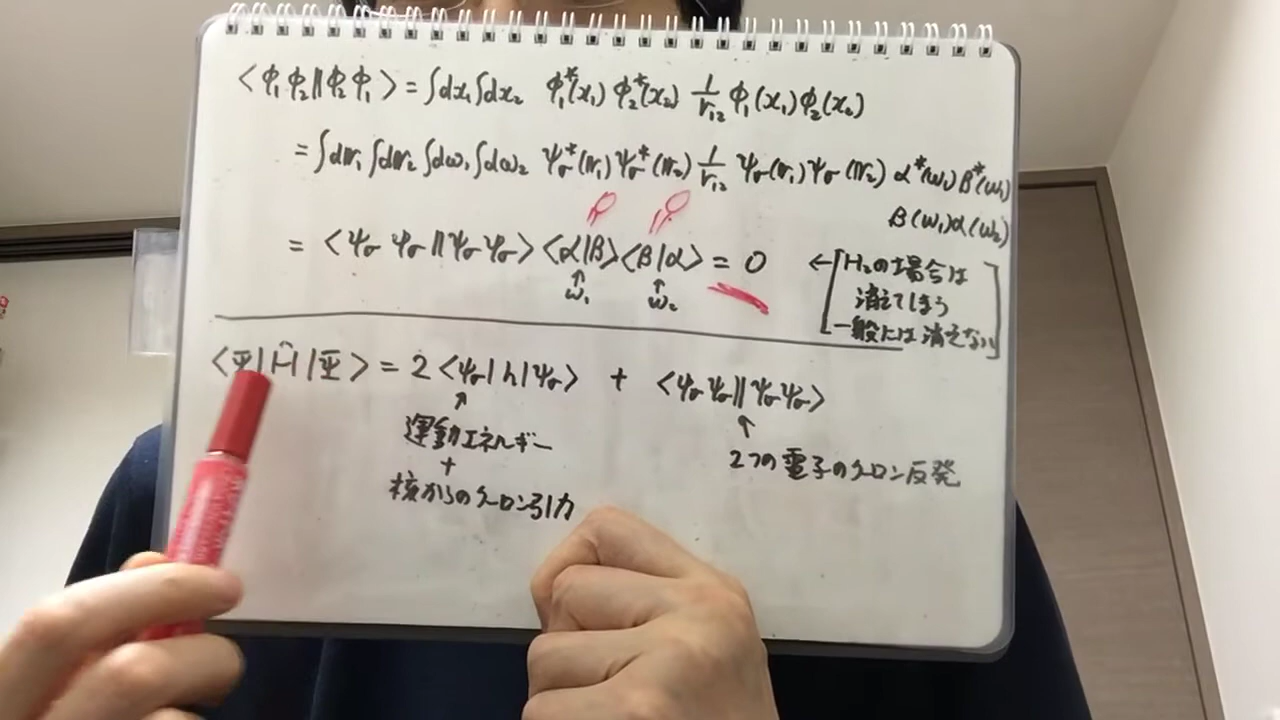 <φ₁φ₂||φ₂φ₁> = ∫dx₁∫dx₂ φ₁*(x₁) φ₂*(x₂) 1/r₁₂ φ₁(x₁)φ₂(x₂)
= ∫d𝐫₁∫d𝐫₂∫dω₁∫dω₂ ψσ*(𝐫₁)ψσ*(𝐫₂) 1/r₁₂ ψσ(𝐫₁)ψσ(𝐫₂) α*(ω₁)β*(ω₂)
β(ω₁)α(ω₂)
= <ψσ ψσ||ψσ ψσ><α|β><β|α> = 0 ←[H₂の場合は
ω₁ ω₂ 消えてしまう
一般には消えない]
<Ψ|Ĥ|Ψ> = 2<ψσ|h|ψσ> + <ψσψσ||ψσψσ>
↑ ↑
運動エネルギー 2つの電子のクーロン反発
+
核からのクーロン引力